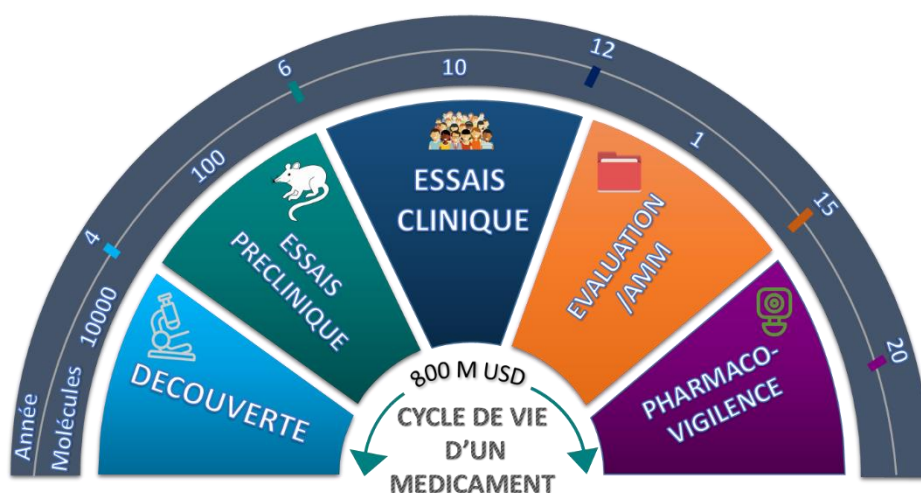 Année
Molécules
4
6
12
15
20
10000
100
10
1
DECOUVERTE
ESSAIS
PRECLINIQUE
ESSAIS
CLINIQUE
EVALUATION
/AMM
PHARMACO-
VIGILENCE
800 M USD
CYCLE DE VIE
D’UN
MEDICAMENT